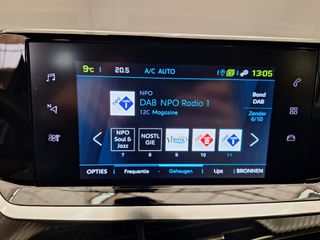 9°C 20.5 A/C AUTO 13:05
NPO
DAB NPO Radio 1
12C Magazine
Band
DAB
Zender
6/10
NPO
Soul &
Jazz
NOSTL
GIE
7 8 8 10 11
OPTIES Frequentie Geheugen Lijst BRONNEN